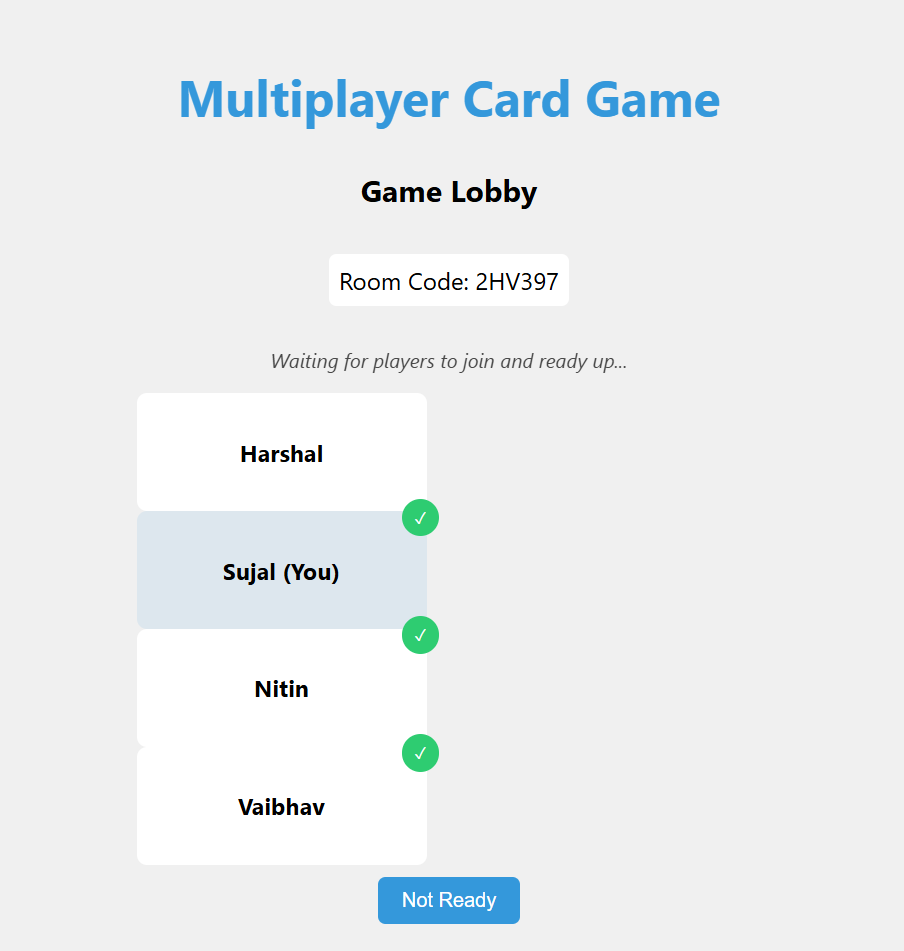 Multiplayer Card Game
Game Lobby
Room Code: 2HV397
Waiting for players to join and ready up...
Harshal
✓
Sujal (You)
✓
Nitin
✓
Vaibhav
Not Ready